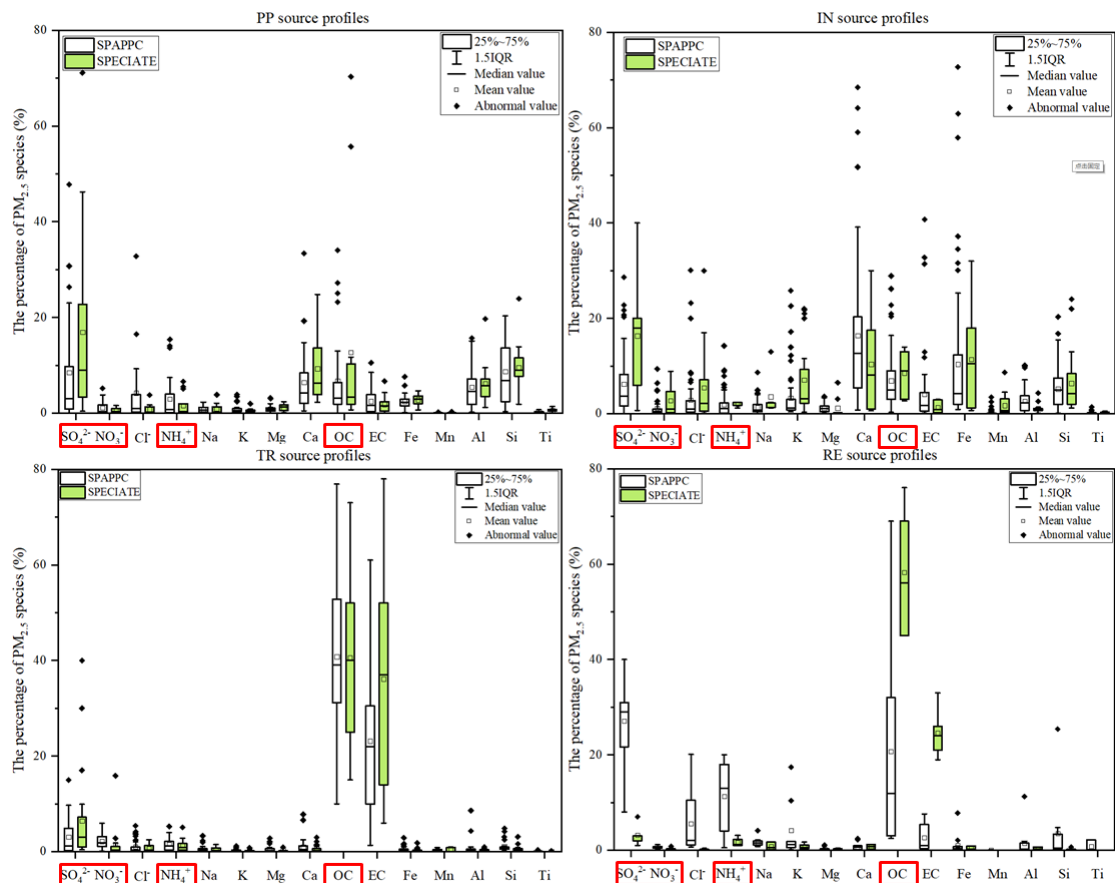 PP source profiles
80
60
40
20
0
The percentage of PM2.5 species (%)
SPAPPC
SPECIATE
25%~75%
1.5IQR
Median value
Mean value
Abnormal value
SO₄²⁻ NO₃⁻ Cl⁻ NH₄⁺ Na K Mg Ca OC EC Fe Mn Al Si Ti
IN source profiles
80
60
40
20
0
The percentage of PM2.5 species (%)
SPAPPC
SPECIATE
25%~75%
1.5IQR
Median value
Mean value
Abnormal value
点击固定
SO₄²⁻ NO₃⁻ Cl⁻ NH₄⁺ Na K Mg Ca OC EC Fe Mn Al Si Ti
TR source profiles
80
60
40
20
0
The percentage of PM2.5 species (%)
SPAPPC
SPECIATE
25%~75%
1.5IQR
Median value
Mean value
Abnormal value
SO₄²⁻ NO₃⁻ Cl⁻ NH₄⁺ Na K Mg Ca OC EC Fe Mn Al Si Ti
RE source profiles
80
60
40
20
0
The percentage of PM2.5 species (%)
SPAPPC
SPECIATE
25%~75%
1.5IQR
Median value
Mean value
Abnormal value
SO₄²⁻ NO₃⁻ Cl⁻ NH₄⁺ Na K Mg Ca OC EC Fe Mn Al Si Ti